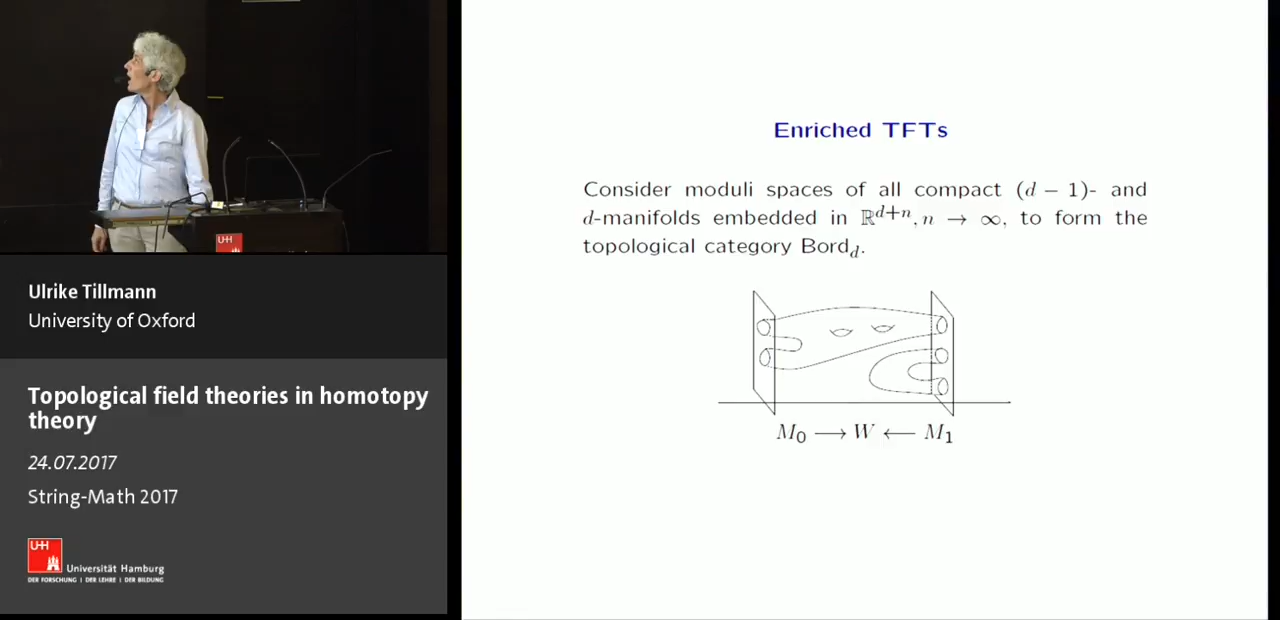 Enriched TFTs
Consider moduli spaces of all compact (d − 1)- and
d-manifolds embedded in ℝ^{d+n}, n → ∞, to form the
topological category Bord_d.
M_0 ⟶ W ⟵ M_1
UHH
Ulrike Tillmann
University of Oxford
Topological field theories in homotopy
theory
24.07.2017
String-Math 2017
UHH
Universität Hamburg
DER FORSCHUNG | DER LEHRE | DER BILDUNG